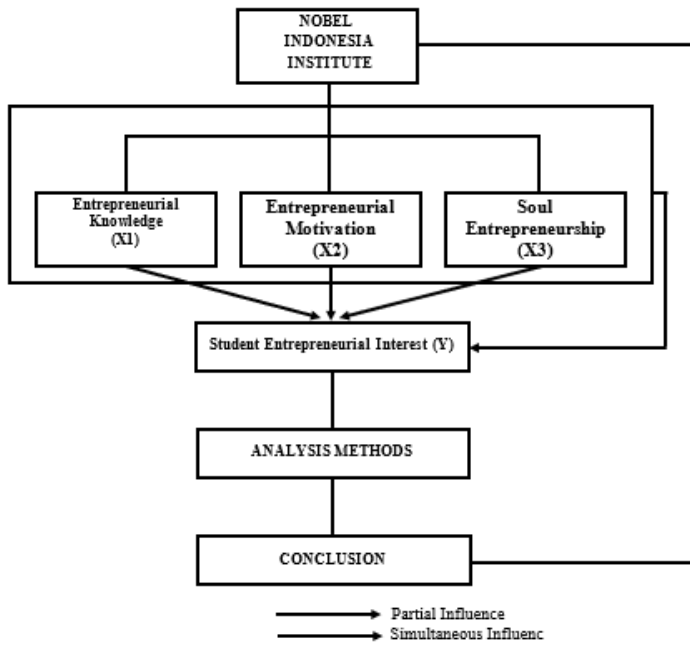 NOBEL
INDONESIA
INSTITUTE
Entrepreneurial
Knowledge
(X1)
Entrepreneurial
Motivation
(X2)
Soul
Entrepreneurship
(X3)
Student Entrepreneurial Interest (Y)
ANALYSIS METHODS
CONCLUSION
Partial Influence
Simultaneous Influenc